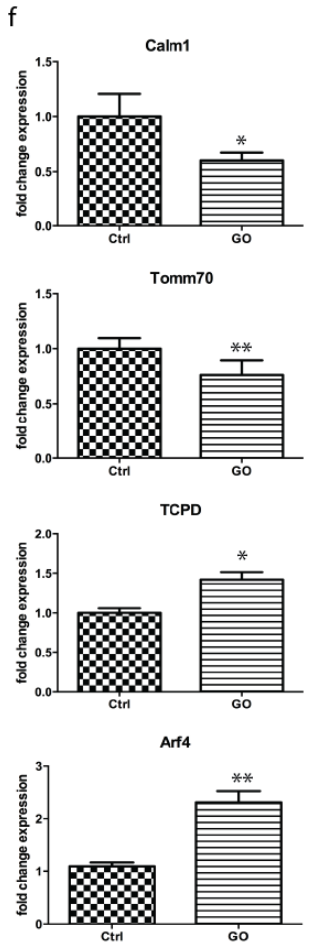 f
Calm1
fold change expression
1.5
1.0
0.5
0.0
*
Ctrl
GO
Tomm70
fold change expression
1.5
1.0
0.5
0.0
**
Ctrl
GO
TCPD
fold change expression
2.0
1.5
1.0
0.5
0.0
*
Ctrl
GO
Arf4
fold change expression
3
2
1
0
**
Ctrl
GO